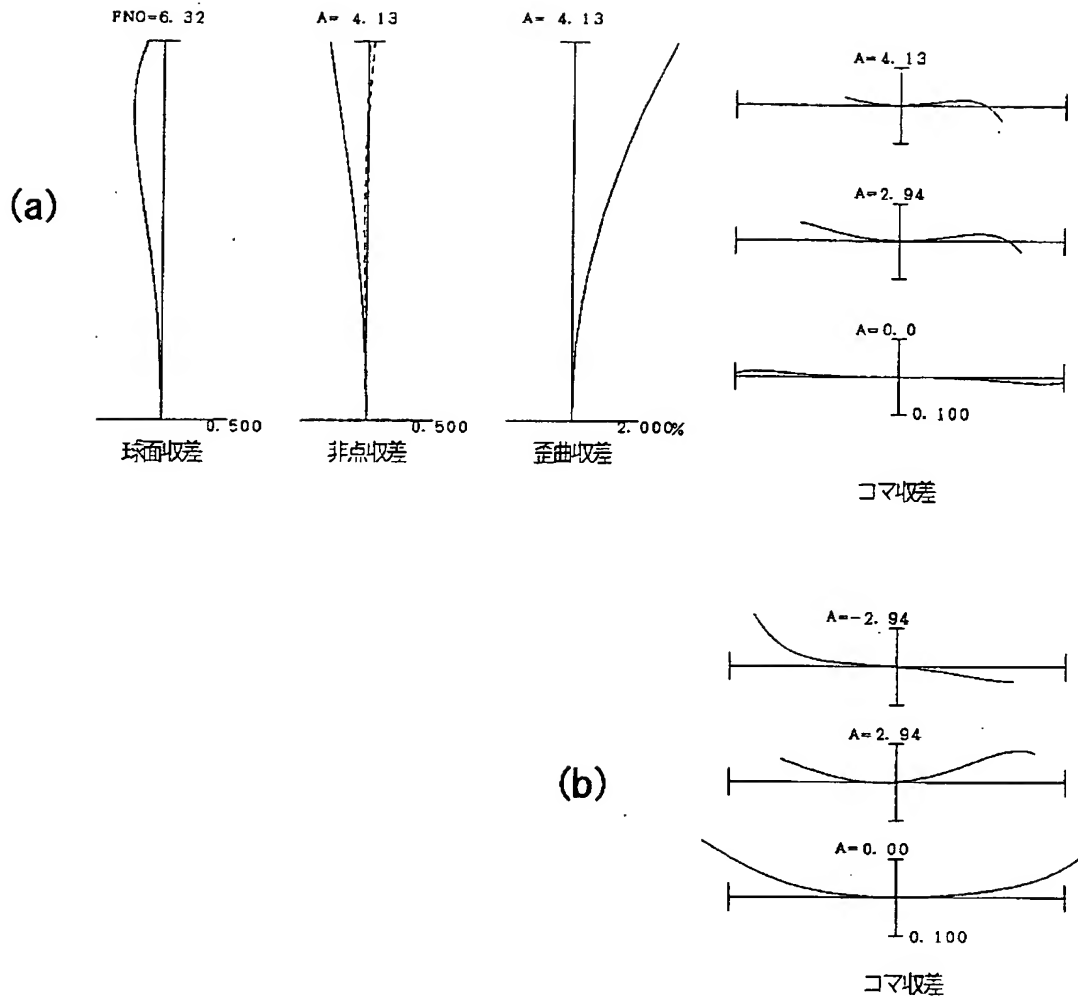 FNO=6. 32
A= 4. 13
A= 4. 13
A=4. 13
(a)
A=2. 94
A=0. 0
0. 500
0. 500
2. 000%
0. 100
球面収差
非点収差
歪曲収差
コマ収差
A=-2. 94
A=2. 94
(b)
A=0. 00
0. 100
コマ収差